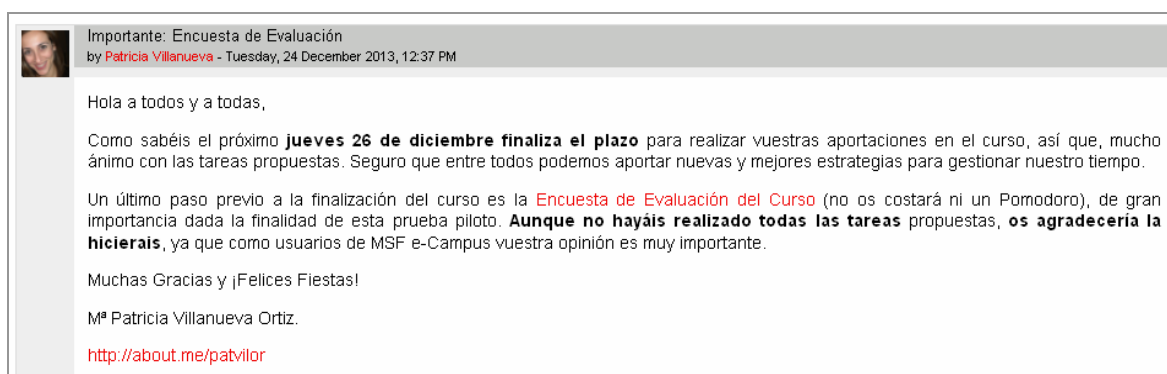 Importante: Encuesta de Evaluación
by Patricia Villanueva - Tuesday, 24 December 2013, 12:37 PM
Hola a todos y a todas,
Como sabéis el próximo jueves 26 de diciembre finaliza el plazo para realizar vuestras aportaciones en el curso, así que, mucho
ánimo con las tareas propuestas. Seguro que entre todos podemos aportar nuevas y mejores estrategias para gestionar nuestro tiempo.
Un último paso previo a la finalización del curso es la Encuesta de Evaluación del Curso (no os costará ni un Pomodoro), de gran
importancia dada la finalidad de esta prueba piloto. Aunque no hayáis realizado todas las tareas propuestas, os agradecería la
hicierais, ya que como usuarios de MSF e-Campus vuestra opinión es muy importante.
Muchas Gracias y ¡Felices Fiestas!
Mª Patricia Villanueva Ortiz.
http://about.me/patvilor